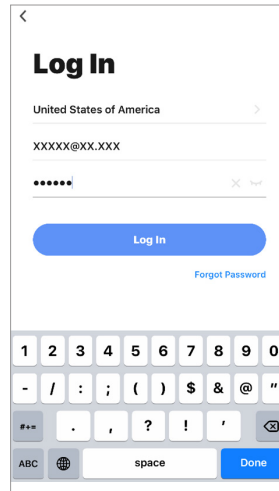 Log In
United States of America
XXXXX@XX.XXX
••••••
Log In
Forgot Password
1 2 3 4 5 6 7 8 9 0
- / : ; ( ) $ & @ "
#+= . , ? ! '
ABC space Done